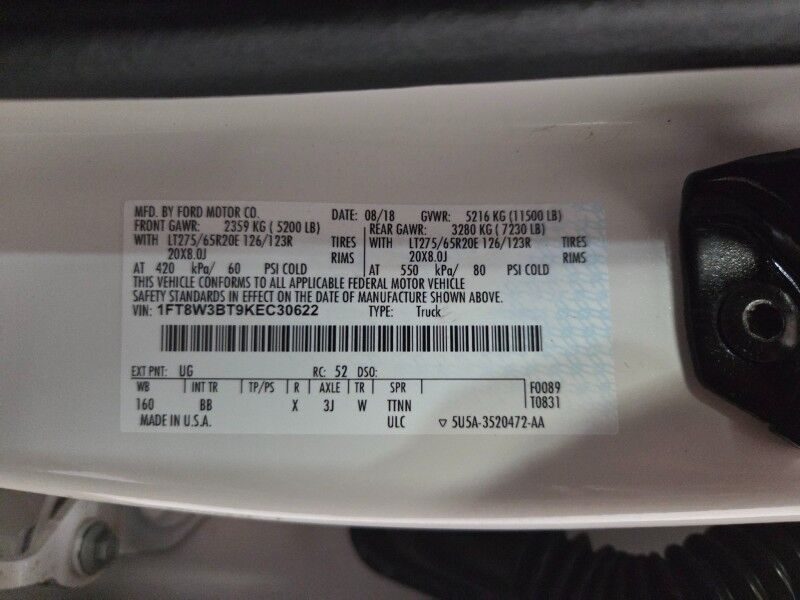 MFD. BY FORD MOTOR CO. DATE: 08/18 GVWR: 5216 KG (11500 LB)
FRONT GAWR: 2359 KG ( 5200 LB) REAR GAWR: 3280 KG ( 7230 LB)
WITH LT275/65R20E 126/123R TIRES WITH LT275/65R20E 126/123R TIRES
20X8.0J RIMS 20X8.0J RIMS
AT 420 kPa/ 60 PSI COLD AT 550 kPa/ 80 PSI COLD
THIS VEHICLE CONFORMS TO ALL APPLICABLE FEDERAL MOTOR VEHICLE
SAFETY STANDARDS IN EFFECT ON THE DATE OF MANUFACTURE SHOWN ABOVE.
VIN: 1FT8W3BT9KEC30622 TYPE: Truck
EXT PNT: UG RC: 52 DSO:
WB INT TR TP/PS R AXLE TR SPR F0089
160 BB X 3J W TTNN T0831
MADE IN U.S.A. ULC ▽ 5U5A-3520472-AA